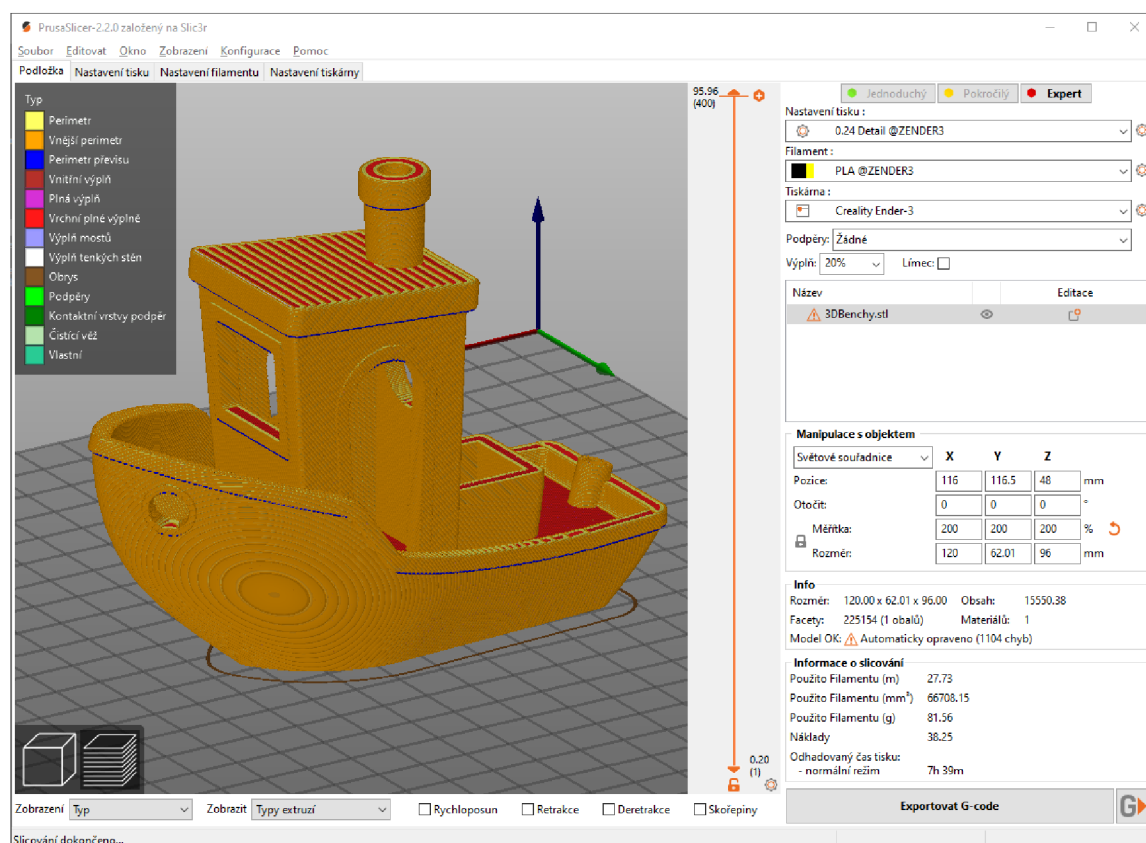 PrusaSlicer-2.2.0 založený na Slic3r
Soubor Editovat Okno Zobrazení Konfigurace Pomoc
Podložka Nastavení tisku Nastavení filamentu Nastavení tiskárny
Typ
Perimetr
Vnější perimetr
Perimetr převisu
Vnitřní výplň
Plná výplň
Vrchní plné výplně
Výplň mostů
Výplň tenkých stěn
Obrys
Podpěry
Kontaktní vrstvy podpěr
Čistící věž
Vlastní
95.96
(400)
0.20
(1)
Jednoduchý Pokročilý Expert
Nastavení tisku :
0.24 Detail @ZENDER3
Filament :
PLA @ZENDER3
Tiskárna :
Creality Ender-3
Podpěry: Žádné
Výplň: 20% Límec:
Název Editace
3DBenchy.stl
Manipulace s objektem
Světové souřadnice X Y Z
Pozice: 116 116.5 48 mm
Otočit: 0 0 0 °
Měřítka: 200 200 200 %
Rozměr: 120 62.01 96 mm
Info
Rozměr: 120.00 x 62.01 x 96.00 Obsah: 15550.38
Facety: 225154 (1 obalů) Materiálů: 1
Model OK: Automaticky opraveno (1104 chyb)
Informace o slicování
Použito Filamentu (m) 27.73
Použito Filamentu (mm³) 66708.15
Použito Filamentu (g) 81.56
Náklady 38.25
Odhadovaný čas tisku:
- normální režim 7h 39m
Zobrazení Typ Zobrazit Typy extruzí Rychloposun Retrakce Deretrakce Skořepiny
Exportovat G-code
G
Slicování dokončeno...